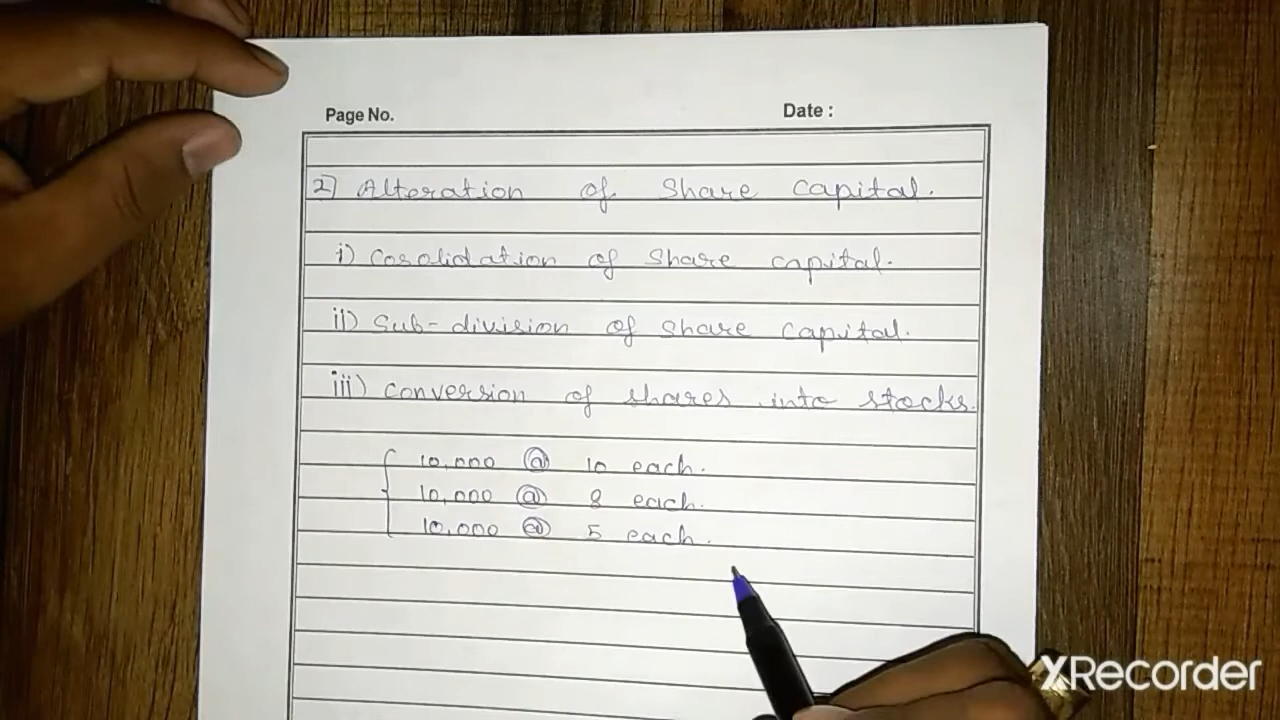 Page No. Date :
2] Alteration of Share capital.
i) Cosolidation of share capital.
ii) Sub-division of share capital.
iii) Conversion of shares into stocks.
10,000 @ 10 each.
10,000 @ 8 each.
10,000 @ 5 each.
XRecorder